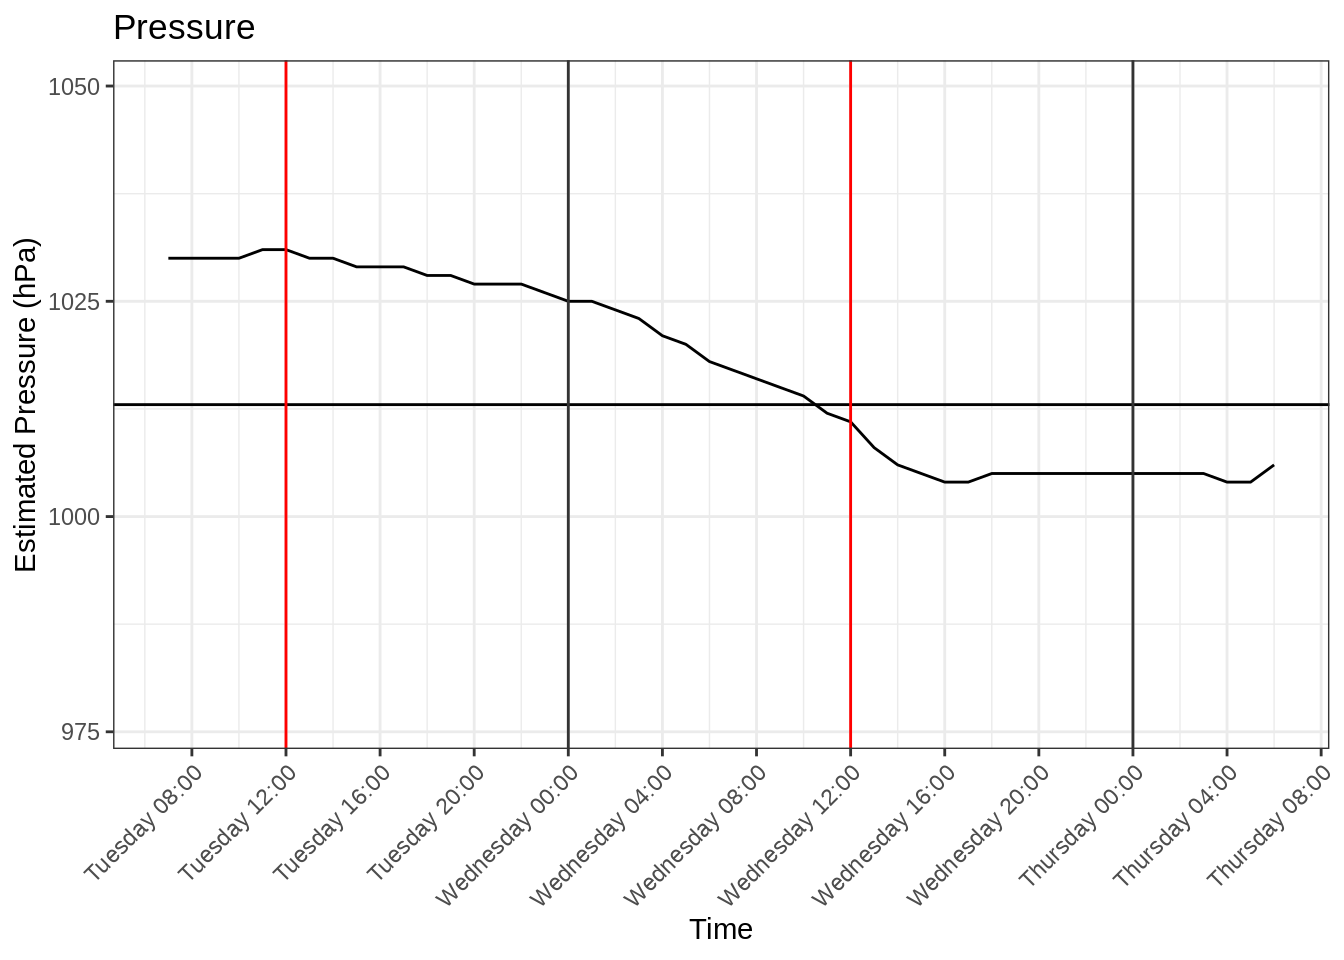 Pressure
Estimated Pressure (hPa)
1050
1025
1000
975
Tuesday 08:00
Tuesday 12:00
Tuesday 16:00
Tuesday 20:00
Wednesday 00:00
Wednesday 04:00
Wednesday 08:00
Wednesday 12:00
Wednesday 16:00
Wednesday 20:00
Thursday 00:00
Thursday 04:00
Thursday 08:00
Time